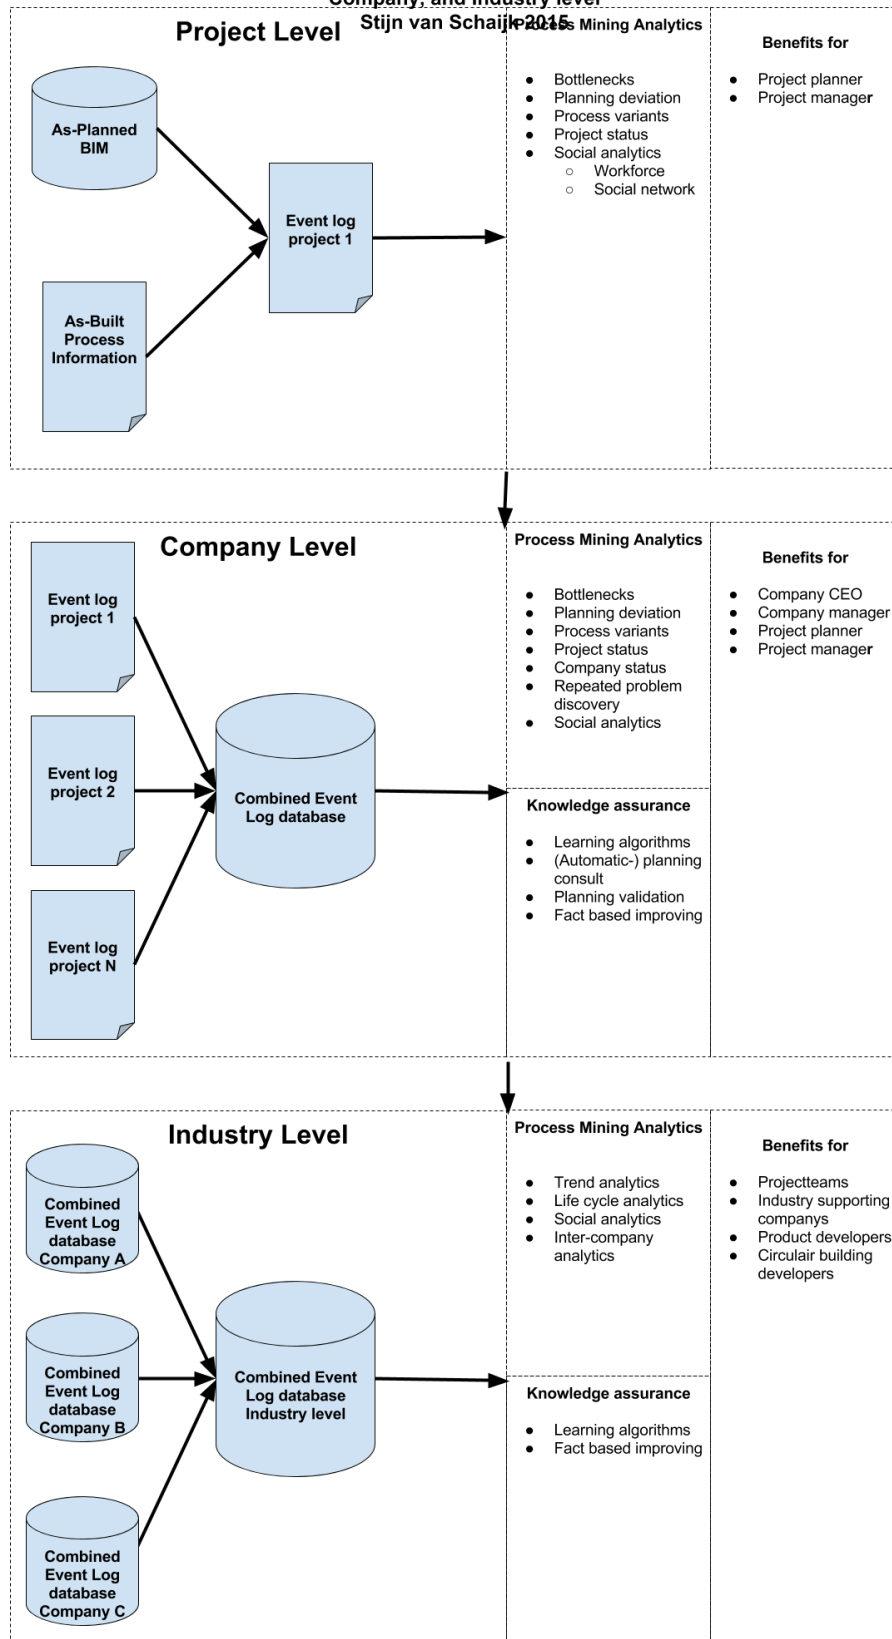 Company, and industry level
Stijn van Schaijk 2015
Project Level
As-Planned
BIM
As-Built
Process
Information
Event log
project 1
Process Mining Analytics
● Bottlenecks
● Planning deviation
● Process variants
● Project status
● Social analytics
○ Workforce
○ Social network
Benefits for
● Project planner
● Project manager
Company Level
Event log
project 1
Event log
project 2
Event log
project N
Combined Event
Log database
Process Mining Analytics
● Bottlenecks
● Planning deviation
● Process variants
● Project status
● Company status
● Repeated problem
discovery
● Social analytics
Knowledge assurance
● Learning algorithms
● (Automatic-) planning
consult
● Planning validation
● Fact based improving
Benefits for
● Company CEO
● Company manager
● Project planner
● Project manager
Industry Level
Combined
Event Log
database
Company A
Combined
Event Log
database
Company B
Combined
Event Log
database
Company C
Combined Event
Log database
Industry level
Process Mining Analytics
● Trend analytics
● Life cycle analytics
● Social analytics
● Inter-company
analytics
Knowledge assurance
● Learning algorithms
● Fact based improving
Benefits for
● Projectteams
● Industry supporting
companys
● Product developers
● Circulair building
developers